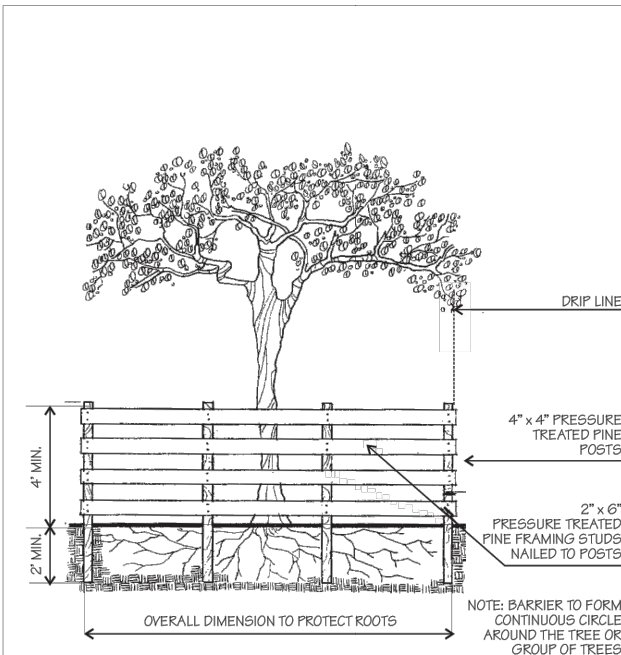 DRIP LINE
4" x 4" PRESSURE
TREATED PINE
POSTS
4' MIN.
2" x 6"
PRESSURE TREATED
PINE FRAMING STUDS
NAILED TO POSTS
2' MIN.
OVERALL DIMENSION TO PROTECT ROOTS
NOTE: BARRIER TO FORM
CONTINUOUS CIRCLE
AROUND THE TREE OR
GROUP OF TREES